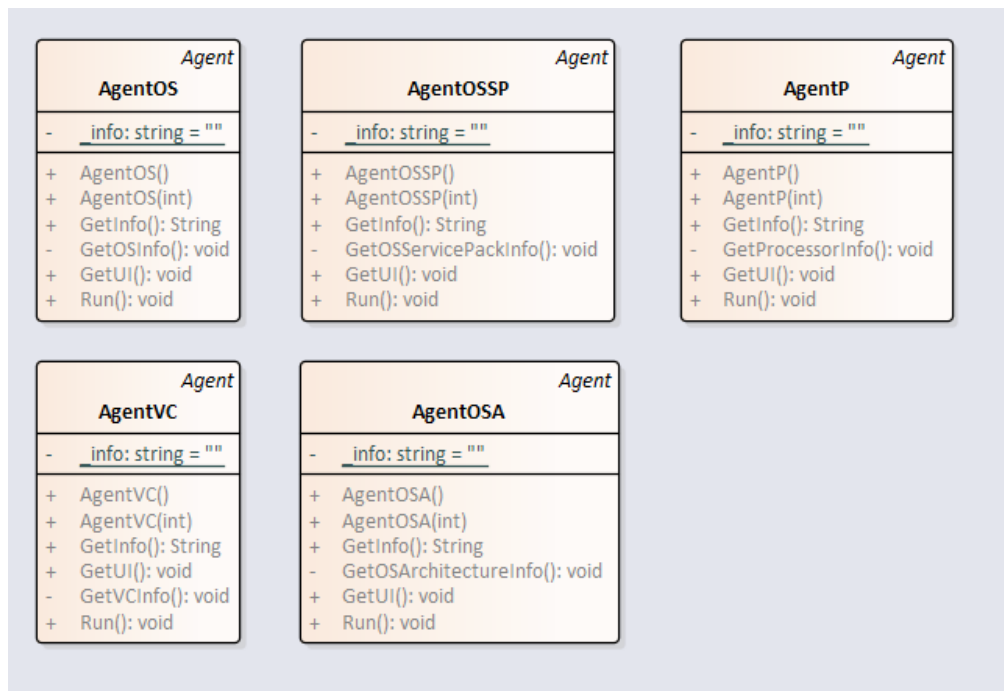 Agent
AgentOS
- _info: string = ""
+ AgentOS()
+ AgentOS(int)
+ GetInfo(): String
- GetOSInfo(): void
+ GetUI(): void
+ Run(): void
Agent
AgentOSSP
- _info: string = ""
+ AgentOSSP()
+ AgentOSSP(int)
+ GetInfo(): String
- GetOSServicePackInfo(): void
+ GetUI(): void
+ Run(): void
Agent
AgentP
- _info: string = ""
+ AgentP()
+ AgentP(int)
+ GetInfo(): String
- GetProcessorInfo(): void
+ GetUI(): void
+ Run(): void
Agent
AgentVC
- _info: string = ""
+ AgentVC()
+ AgentVC(int)
+ GetInfo(): String
+ GetUI(): void
- GetVCInfo(): void
+ Run(): void
Agent
AgentOSA
- _info: string = ""
+ AgentOSA()
+ AgentOSA(int)
+ GetInfo(): String
- GetOSArchitectureInfo(): void
+ GetUI(): void
+ Run(): void